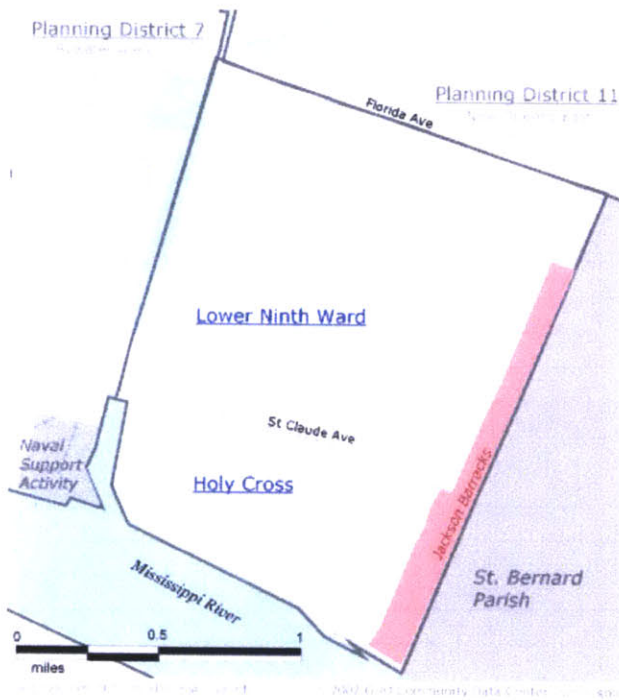 Planning District 7
Planning District 11
Florida Ave
Lower Ninth Ward
St Claude Ave
Naval
Support
Activity
Holy Cross
Jackson Barracks
Mississippi River
St. Bernard
Parish
0 0.5 1
miles